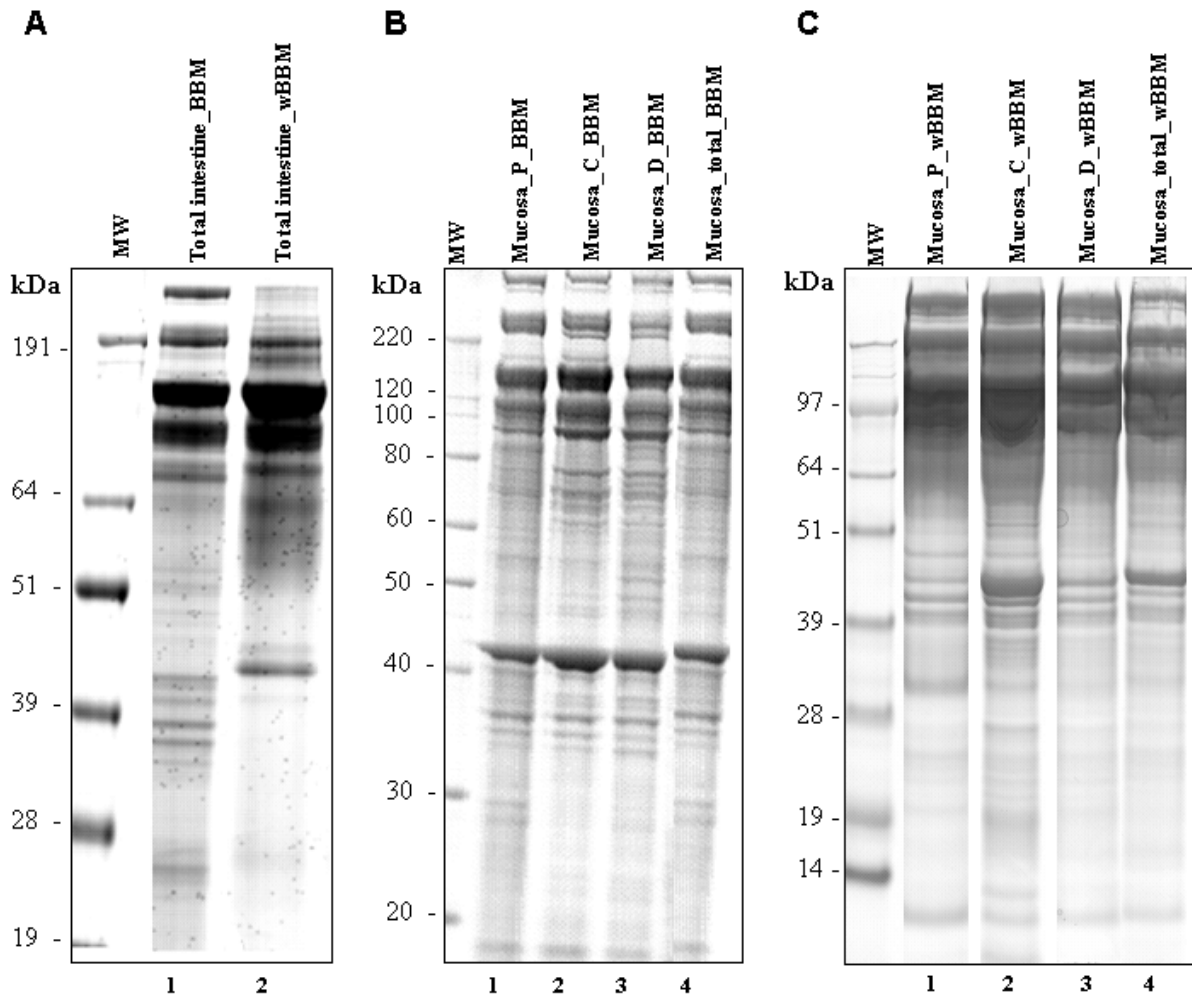 A
MW
Total intestine_BBM
Total intestine_wBBM
kDa
191 -
64 -
51 -
39 -
28 -
19 -
1 2
B
MW
Mucosa_P_BBM
Mucosa_C_BBM
Mucosa_D_BBM
Mucosa_total_BBM
kDa
220 -
120 -
100 -
80 -
60 -
50 -
40 -
30 -
20 -
1 2 3 4
C
MW
Mucosa_P_wBBM
Mucosa_C_wBBM
Mucosa_D_wBBM
Mucosa_total_wBBM
kDa
97 -
64 -
51 -
39 -
28 -
19 -
14 -
1 2 3 4